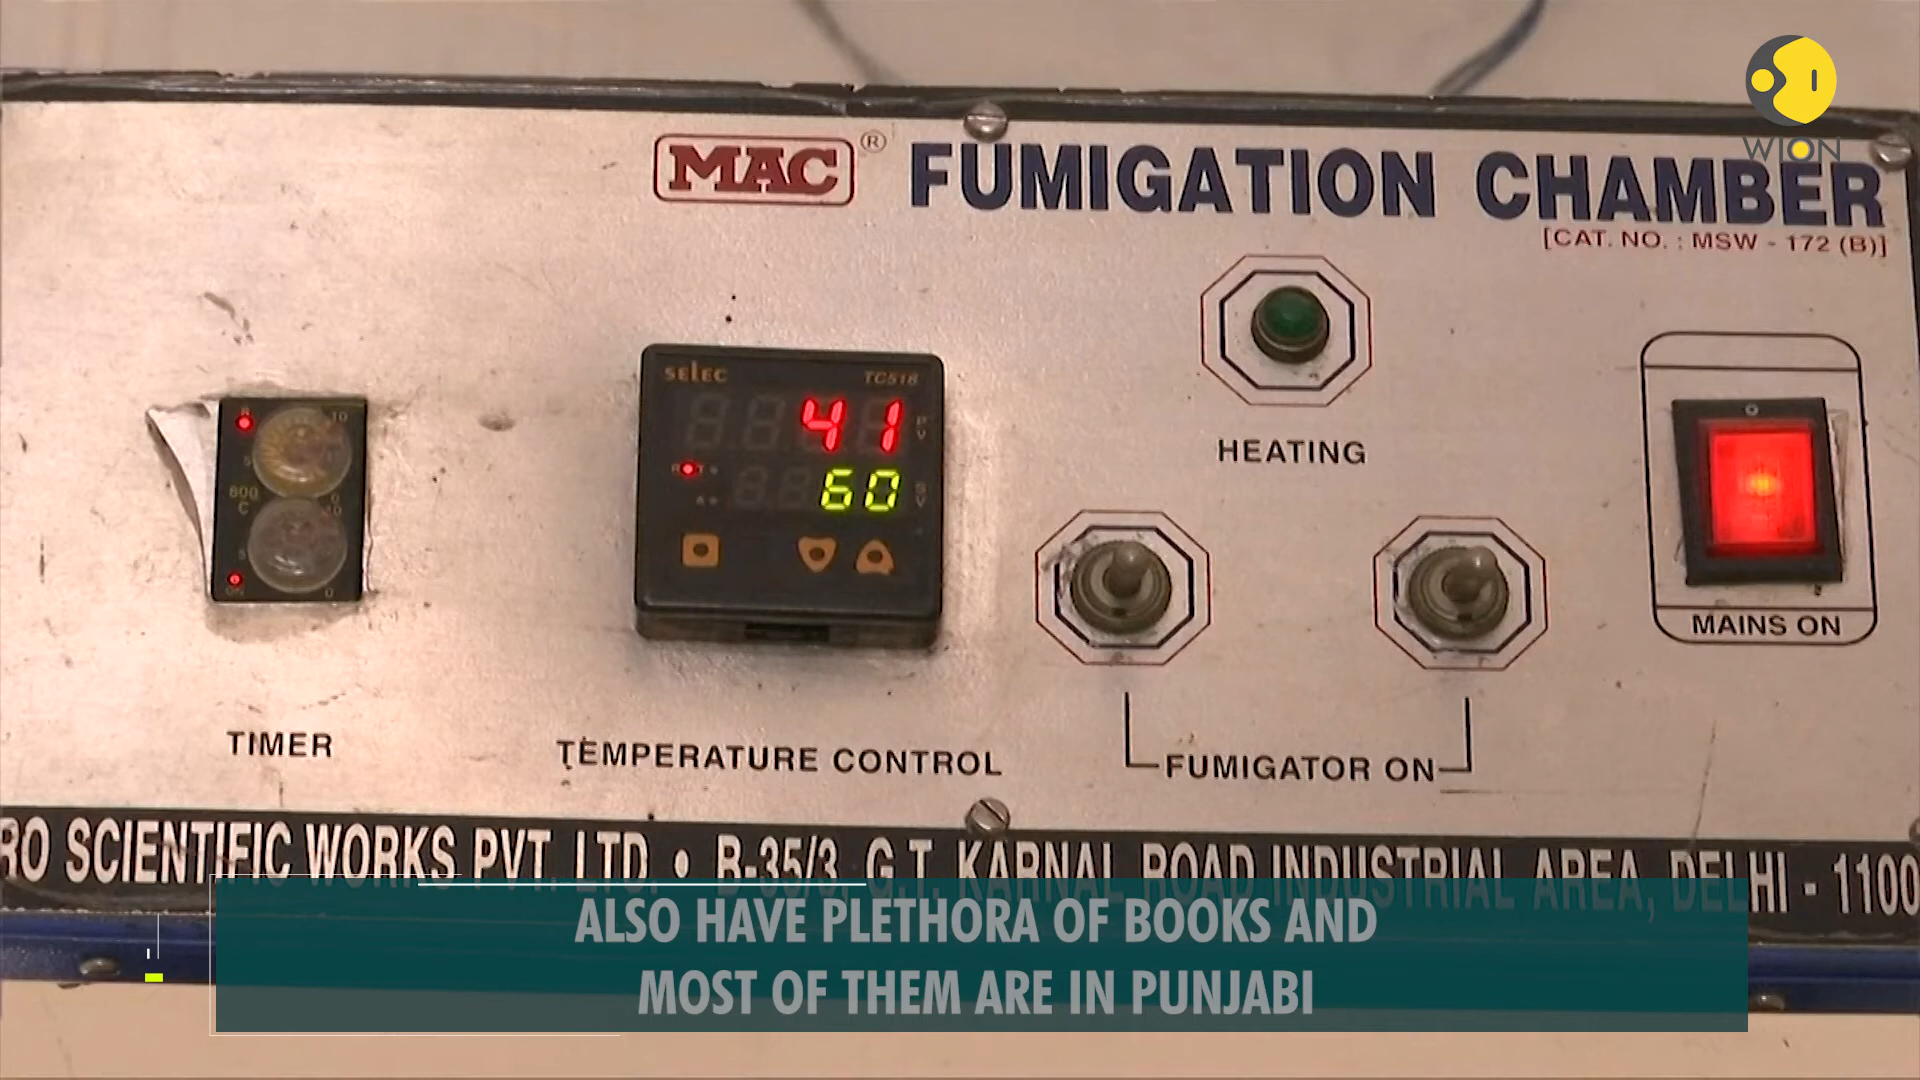 WION
MAC ® FUMIGATION CHAMBER
[CAT. NO. : MSW - 172 (B)]
SELEC TC518
41
60
HEATING
MAINS ON
TIMER
TEMPERATURE CONTROL
FUMIGATOR ON
RO SCIENTIFIC WORKS PVT. LTD. • B-35/3, G.T. KARNAL ROAD INDUSTRIAL AREA, DELHI - 1100
ALSO HAVE PLETHORA OF BOOKS AND
MOST OF THEM ARE IN PUNJABI